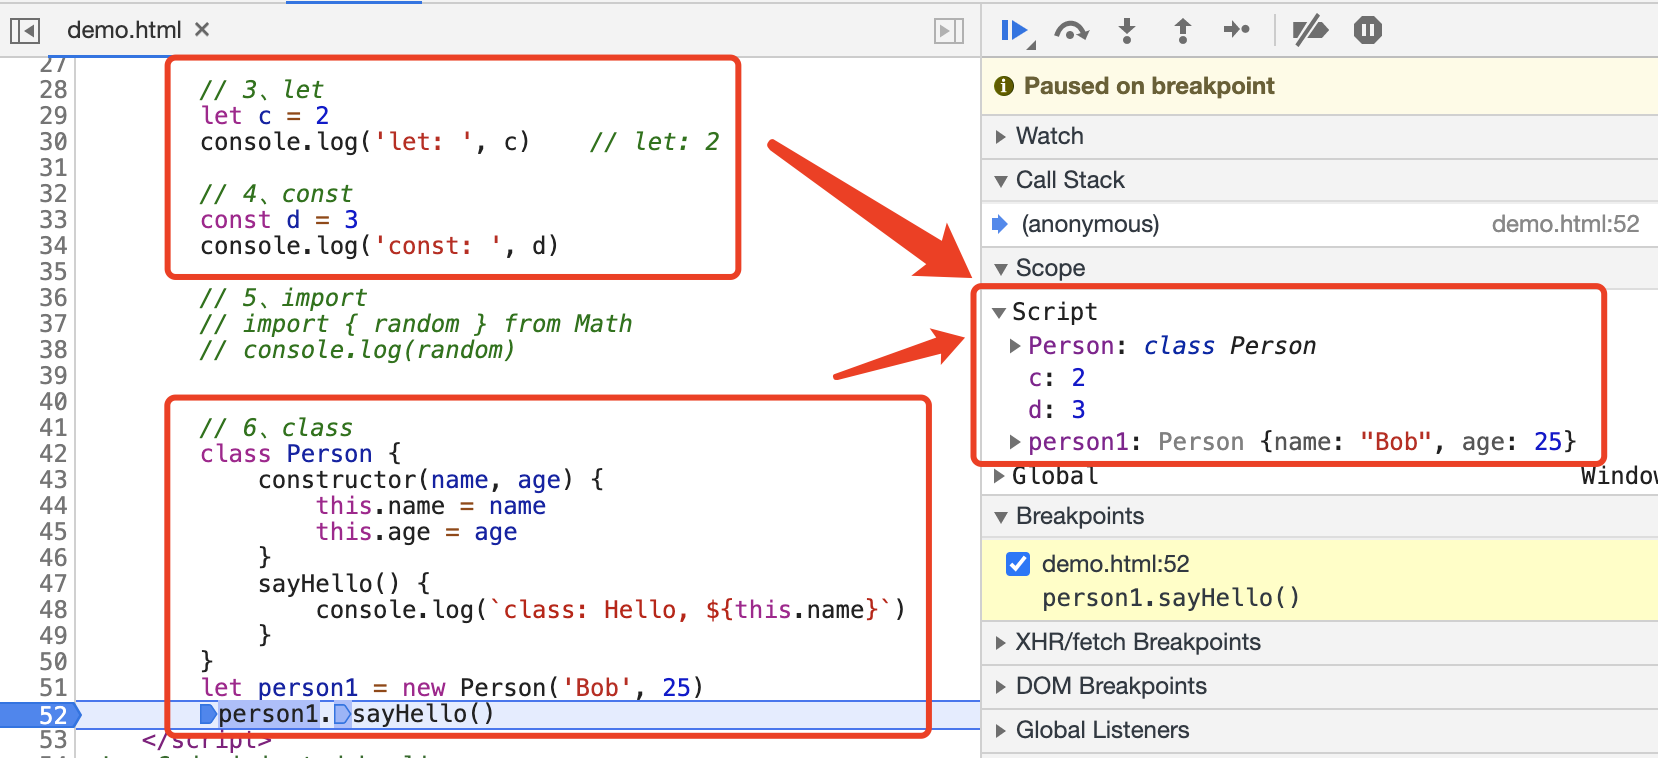 demo.html ×
27
28 // 3、let
29 let c = 2
30 console.log('let: ', c) // let: 2
31
32 // 4、const
33 const d = 3
34 console.log('const: ', d)
35
36 // 5、import
37 // import { random } from Math
38 // console.log(random)
39
40
41 // 6、class
42 class Person {
43 constructor(name, age) {
44 this.name = name
45 this.age = age
46 }
47 sayHello() {
48 console.log(`class: Hello, ${this.name}`)
49 }
50 }
51 let person1 = new Person('Bob', 25)
52 person1.sayHello()
53 </script>
Paused on breakpoint
Watch
Call Stack
(anonymous) demo.html:52
Scope
Script
Person: class Person
c: 2
d: 3
person1: Person {name: "Bob", age: 25}
Global Window
Breakpoints
demo.html:52
person1.sayHello()
XHR/fetch Breakpoints
DOM Breakpoints
Global Listeners